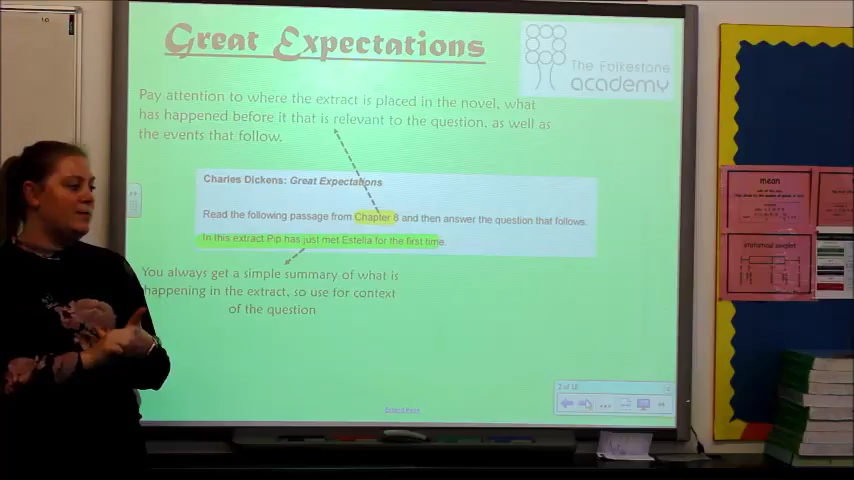 Great Expectations
The Folkestone
academy
Pay attention to where the extract is placed in the novel, what
has happened before it that is relevant to the question, as well as
the events that follow.
Charles Dickens: Great Expectations
Read the following passage from Chapter 8 and then answer the question that follows.
In this extract Pip has just met Estella for the first time.
You always get a simple summary of what is
happening in the extract, so use for context
of the question
2 of 18
mean